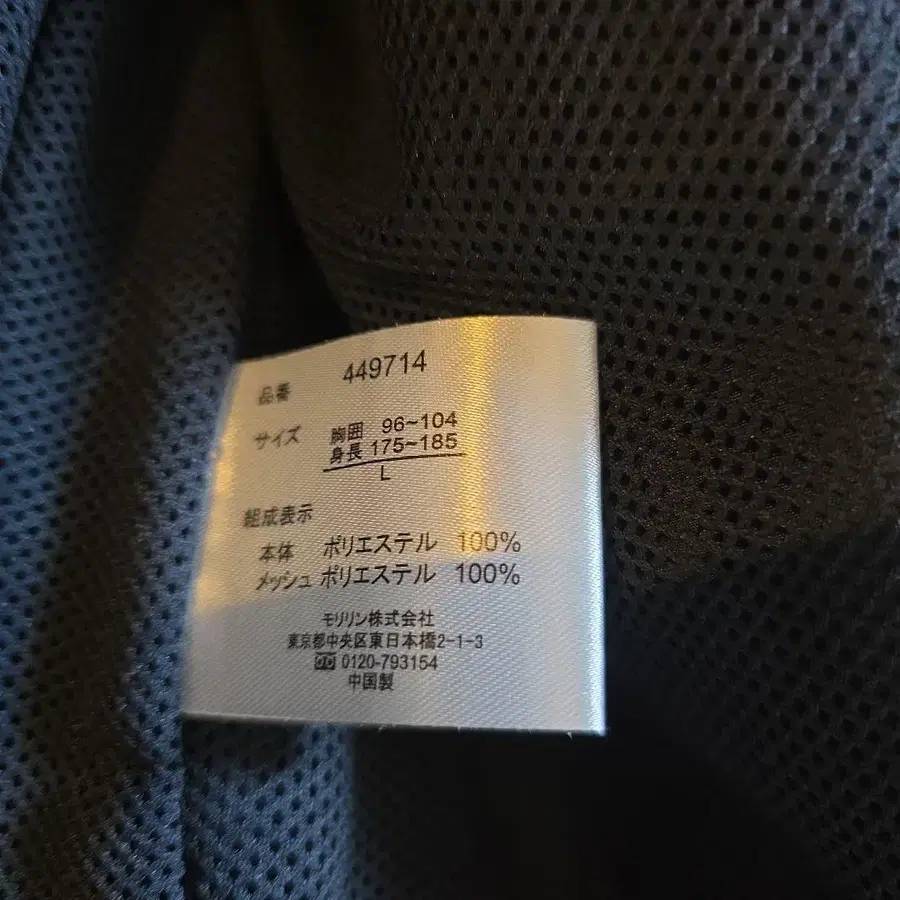 品番 449714
サイズ 胸囲 96~104
身長 175~185
L
組成表示
本体 ポリエステル 100%
メッシュ ポリエステル 100%
モリリン株式会社
東京都中央区東日本橋2-1-3
0120-793154
中国製